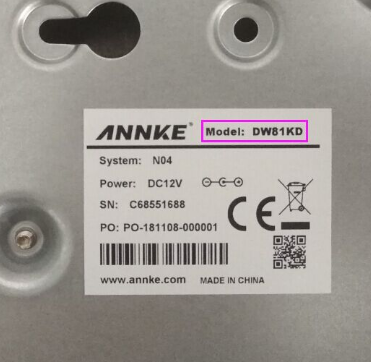 ANNKE® Model: DW81KD
System: N04
Power: DC12V
SN: C68551688
PO: PO-181108-000001
CE
www.annke.com MADE IN CHINA